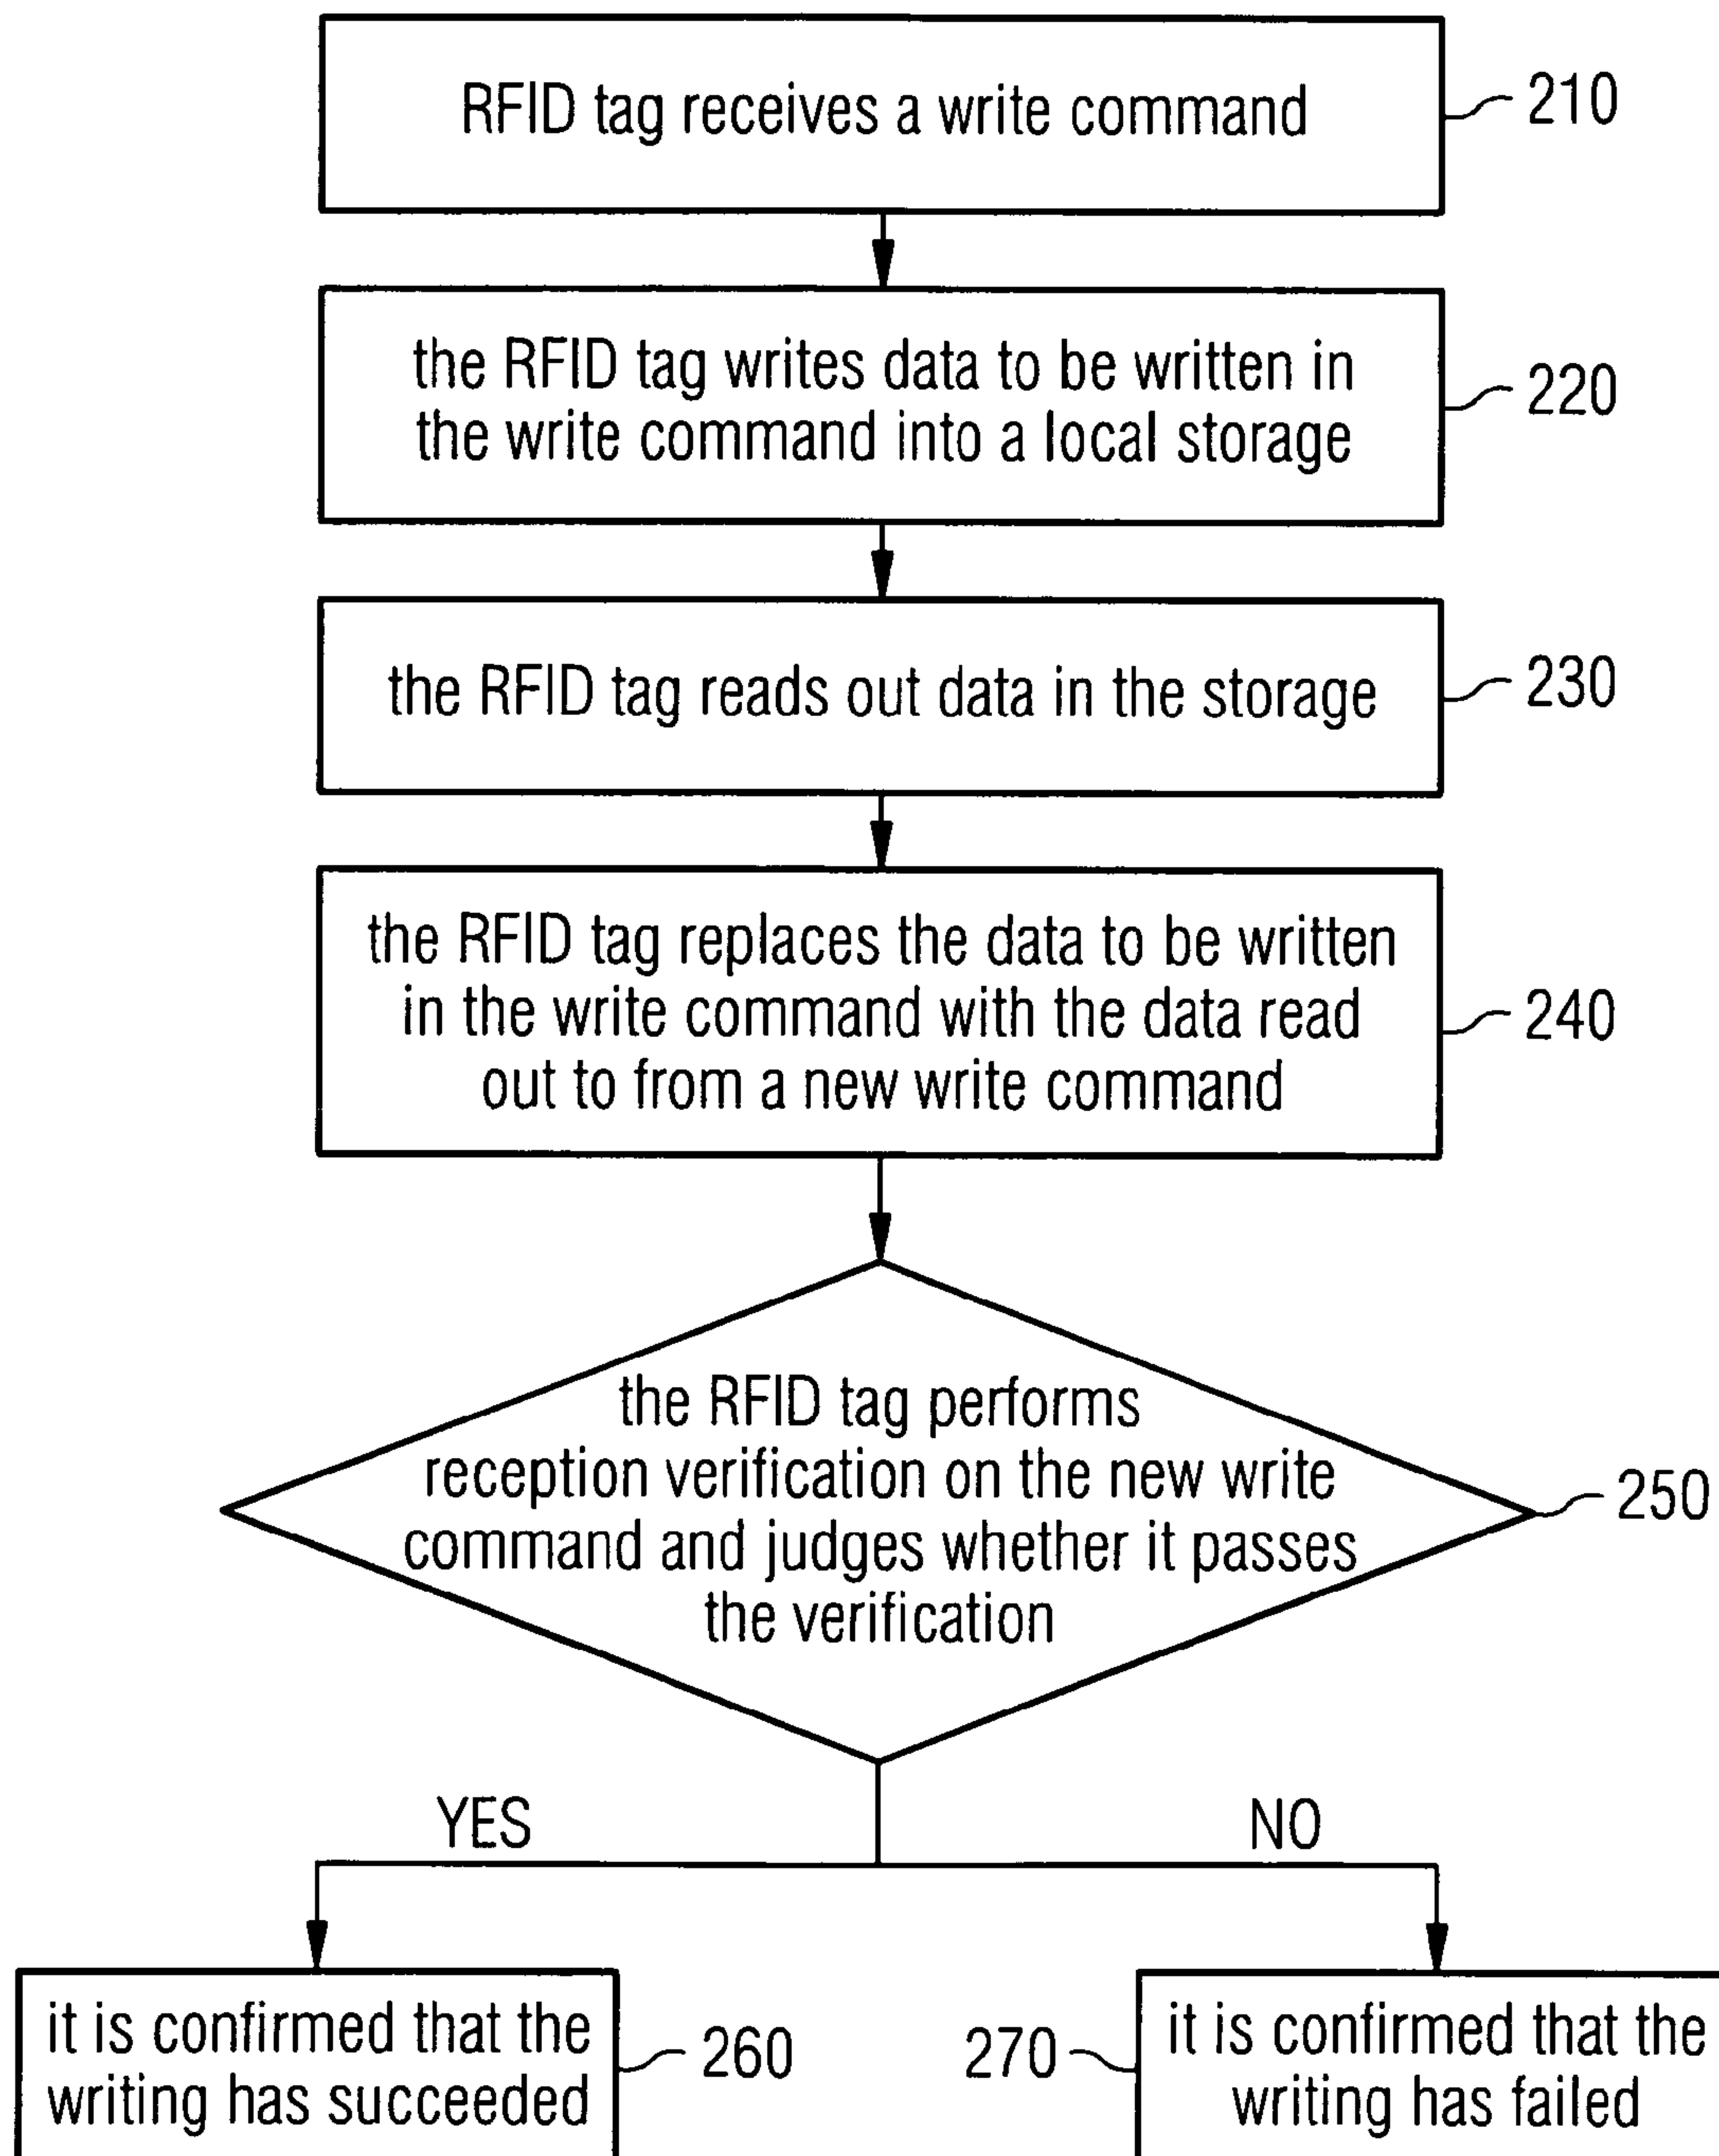 RFID tag receives a write command
210
the RFID tag writes data to be written in
the write command into a local storage
220
the RFID tag reads out data in the storage
230
the RFID tag replaces the data to be written
in the write command with the data read
out to from a new write command
240
the RFID tag performs
reception verification on the new write
command and judges whether it passes
the verification
250
YES
NO
it is confirmed that the
writing has succeeded
260
270
it is confirmed that the
writing has failed